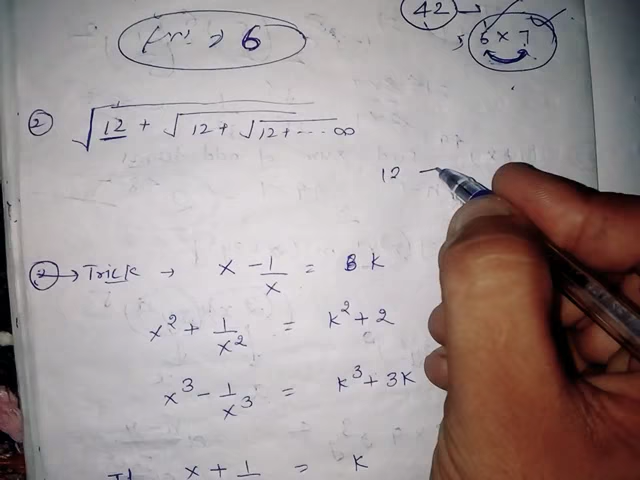 42 →
6 × 7
6
② √12 + √12 + √12 + --- ∞
12 →
② → Trick → x - 1/x = k
x² + 1/x² = k² + 2
x³ - 1/x³ = k³ + 3k
x + 1 = k